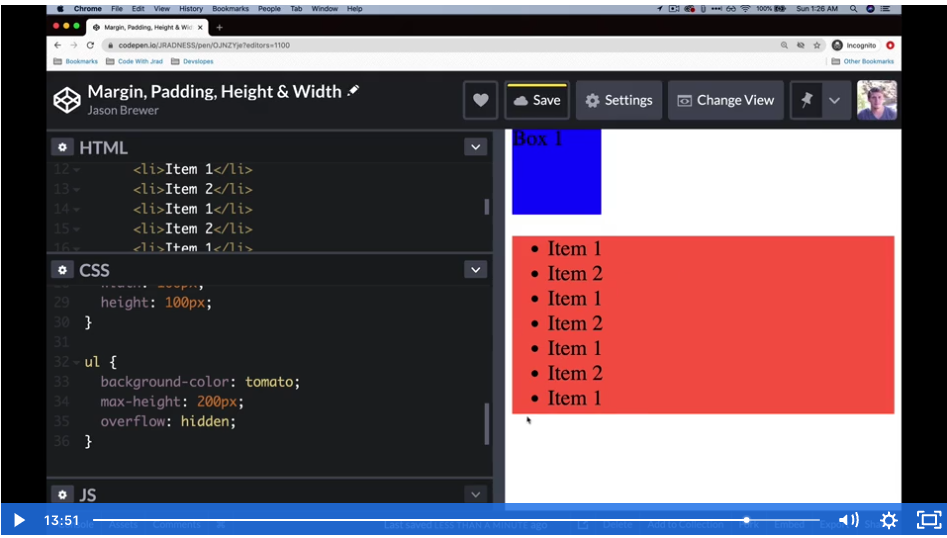 Chrome File Edit View History Bookmarks People Tab Window Help 100% Sun 1:26 AM
Margin, Padding, Height & Wid × +
codepen.io/JRADNESS/pen/OJNZYje?editors=1100 Incognito
Bookmarks Code With Jrad Develops Other Bookmarks
Margin, Padding, Height & Width
Jason Brewer
Save Settings Change View
HTML
12 <li>Item 1</li>
13 <li>Item 2</li>
14 <li>Item 1</li>
15 <li>Item 2</li>
16 <li>Item 1</li>
CSS
width: 100px;
29 height: 100px;
30 }
31
32 ul {
33 background-color: tomato;
34 max-height: 200px;
35 overflow: hidden;
36 }
JS
Box 1
• Item 1
• Item 2
• Item 1
• Item 2
• Item 1
• Item 2
• Item 1
13:51
Assets Comments Last saved LESS THAN A MINUTE ago Delete Add to Collection Fork Embed